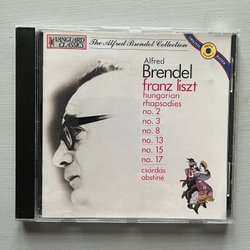 VANGUARD
CLASSICS
The Alfred Brendel Collection
Alfred
Brendel
franz liszt
hungarian
rhapsodies
no. 2
no. 3
no. 8
no. 13
no. 15
no. 17
csárdás
obstiné